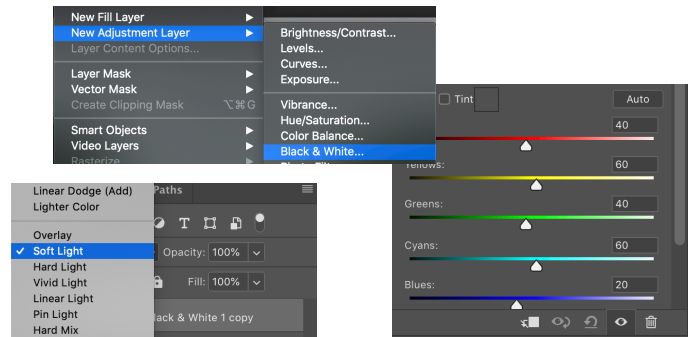 New Fill Layer
New Adjustment Layer
Layer Content Options...
Layer Mask
Vector Mask
Create Clipping Mask ⌥⌘G
Smart Objects
Video Layers
Rasterize
Brightness/Contrast...
Levels...
Curves...
Exposure...
Vibrance...
Hue/Saturation...
Color Balance...
Black & White...
Tint
Auto
40
Yellows:
60
Greens:
40
Cyans:
60
Blues:
20
Linear Dodge (Add)
Lighter Color
Overlay
✓ Soft Light
Hard Light
Vivid Light
Linear Light
Pin Light
Hard Mix
Paths
T
Opacity: 100%
Fill: 100%
lack & White 1 copy